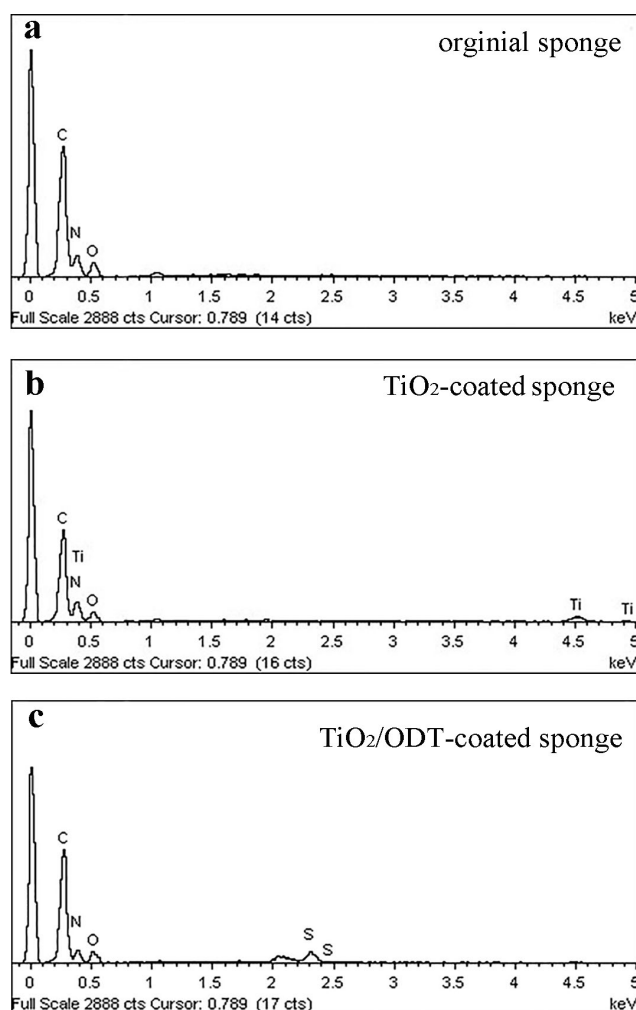 a
orginial sponge
C
N
O
0 0.5 1 1.5 2 2.5 3 3.5 4 4.5 5
Full Scale 2888 cts Cursor: 0.789 (14 cts) keV
b
TiO2-coated sponge
C
Ti
N
O
Ti
Ti
0 0.5 1 1.5 2 2.5 3 3.5 4 4.5 5
Full Scale 2888 cts Cursor: 0.789 (16 cts) keV
c
TiO2/ODT-coated sponge
C
N
O
S
S
0 0.5 1 1.5 2 2.5 3 3.5 4 4.5 5
Full Scale 2888 cts Cursor: 0.789 (17 cts) keV